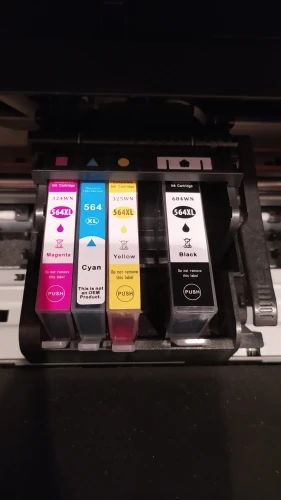 Ink Cartridge
324WN
564XL
Magenta
Do not remove
this label
PUSH
564
XL
Cyan
This is not
an OEM
Product.
Ink Cartridge
325WN
564XL
Yellow
Do not remove
this label
PUSH
Ink Cartridge
684WN
564XL
Black
Do not remove
this label
PUSH